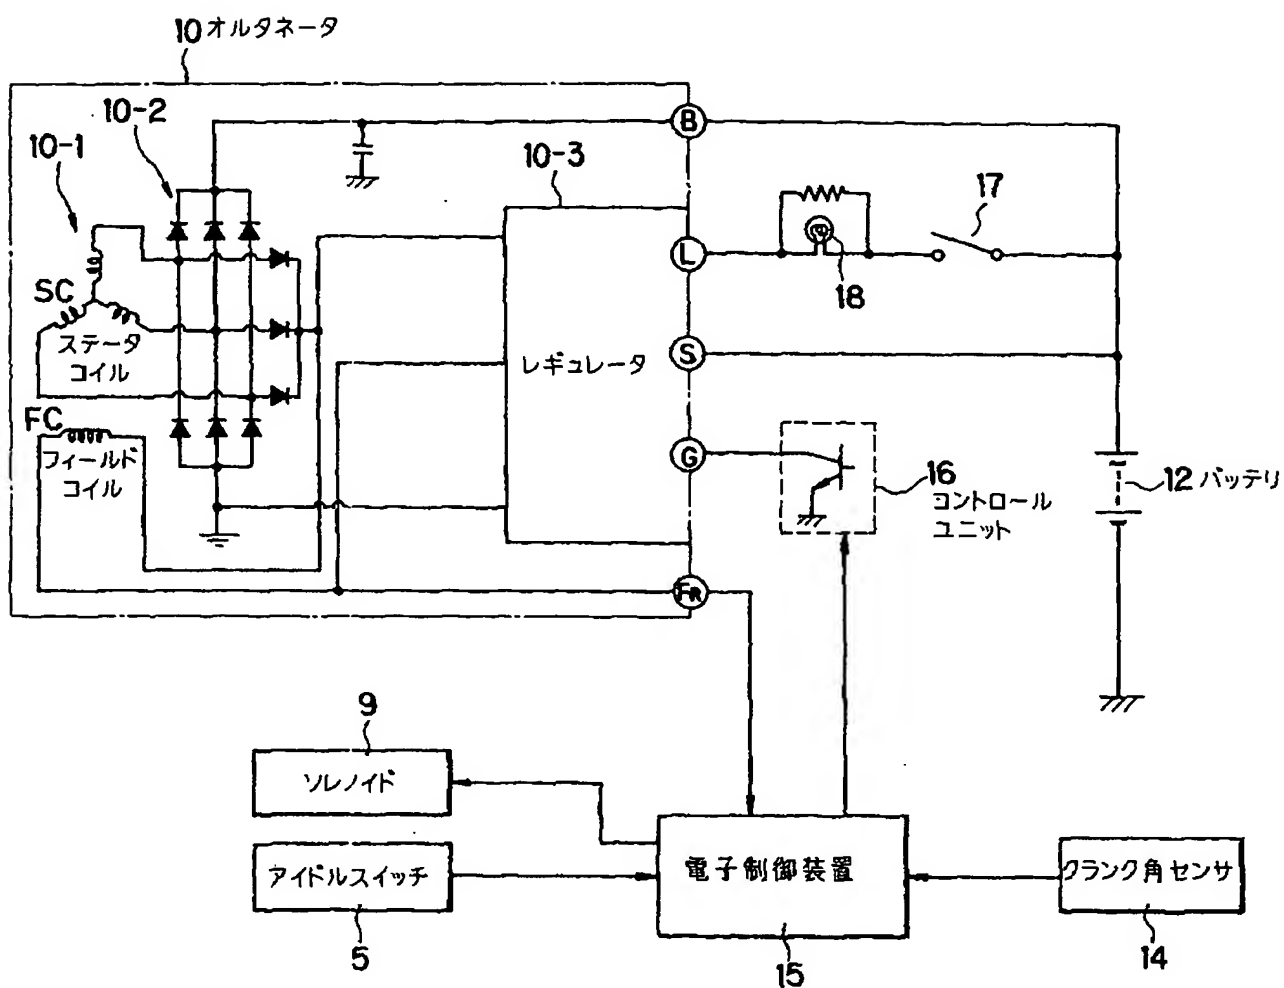 10 オルタネータ
10-2
10-1
B
10-3
17
L
18
SC
ステータ
コイル
レギュレータ
S
FC
フィールド
コイル
G
16
コントロール
ユニット
12 バッテリ
FR
9
ソレノイド
電子制御装置
アイドルスイッチ
クランク角センサ
5
15
14